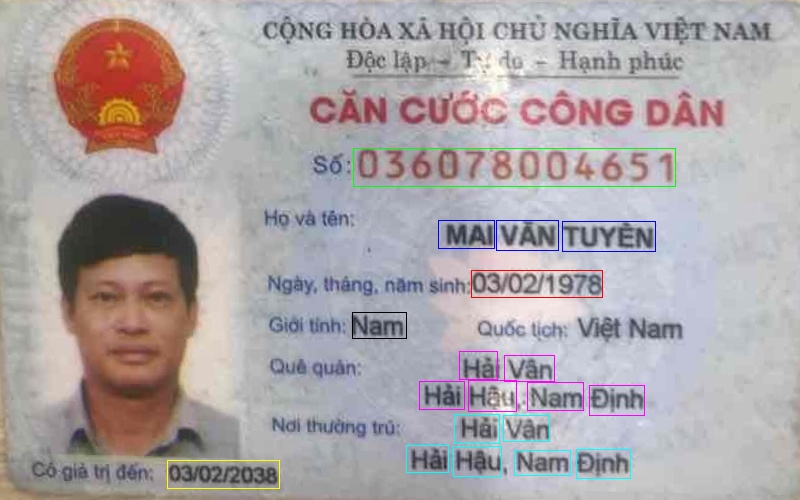 CỘNG HÒA XÃ HỘI CHỦ NGHĨA VIỆT NAM
Độc lập - Tự do - Hạnh phúc
CĂN CƯỚC CÔNG DÂN
Số: 036078004651
Họ và tên:
MAI VĂN TUYÊN
Ngày, tháng, năm sinh: 03/02/1978
Giới tính: Nam Quốc tịch: Việt Nam
Quê quán: Hải Vân
Hải Hậu, Nam Định
Nơi thường trú: Hải Vân
Hải Hậu, Nam Định
Có giá trị đến: 03/02/2038